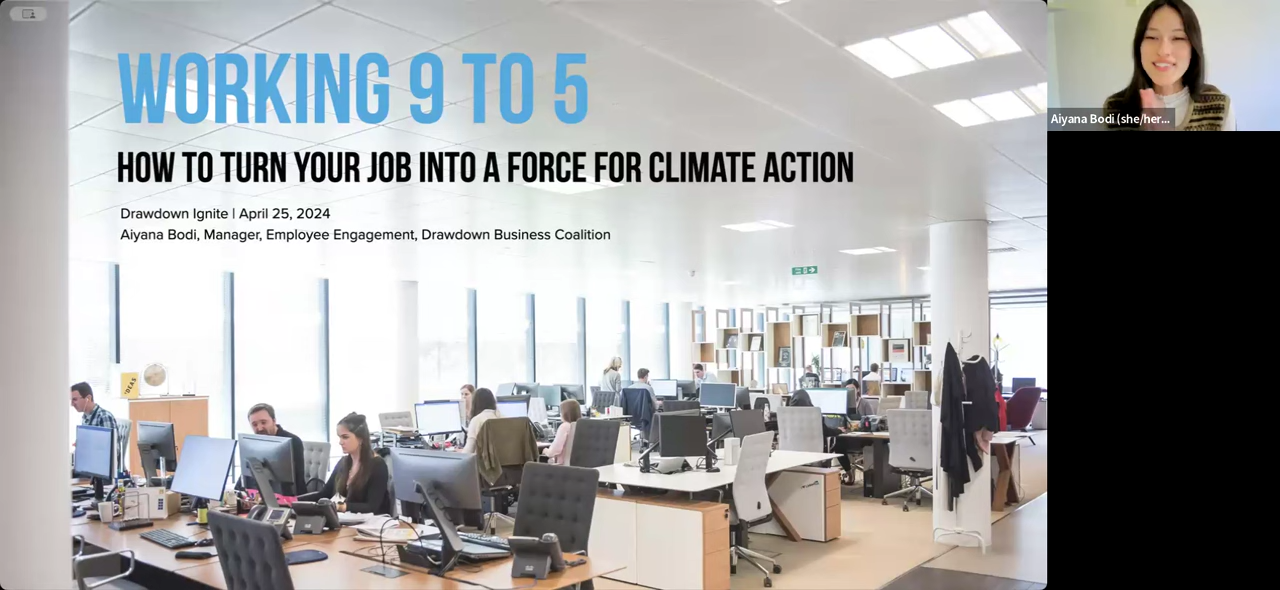 WORKING 9 TO 5
HOW TO TURN YOUR JOB INTO A FORCE FOR CLIMATE ACTION
Drawdown Ignite | April 25, 2024
Aiyana Bodi, Manager, Employee Engagement, Drawdown Business Coalition
Aiyana Bodi (she/her...
IDEAS